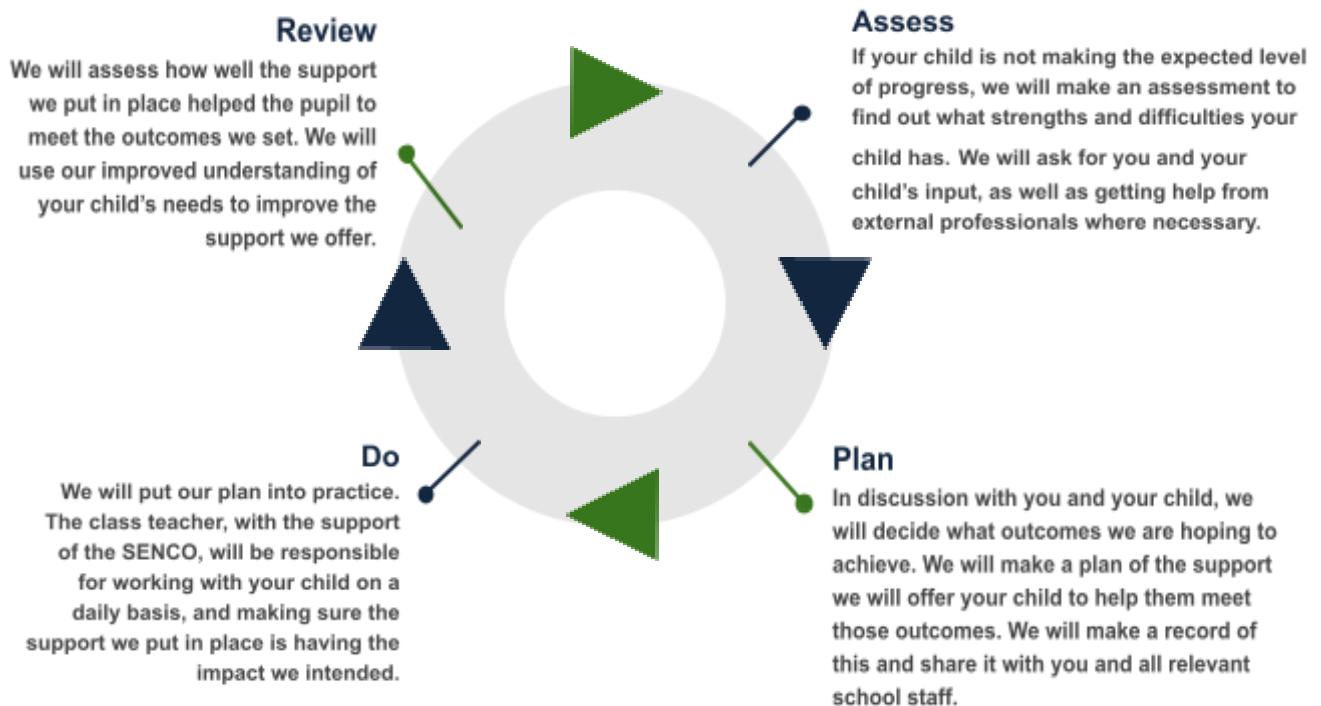 Review
We will assess how well the support
we put in place helped the pupil to
meet the outcomes we set. We will
use our improved understanding of
your child's needs to improve the
support we offer.
Assess
If your child is not making the expected level
of progress, we will make an assessment to
find out what strengths and difficulties your
child has. We will ask for you and your
child's input, as well as getting help from
external professionals where necessary.
Do
We will put our plan into practice.
The class teacher, with the support
of the SENCO, will be responsible
for working with your child on a
daily basis, and making sure the
support we put in place is having the
impact we intended.
Plan
In discussion with you and your child, we
will decide what outcomes we are hoping to
achieve. We will make a plan of the support
we will offer your child to help them meet
those outcomes. We will make a record of
this and share it with you and all relevant
school staff.